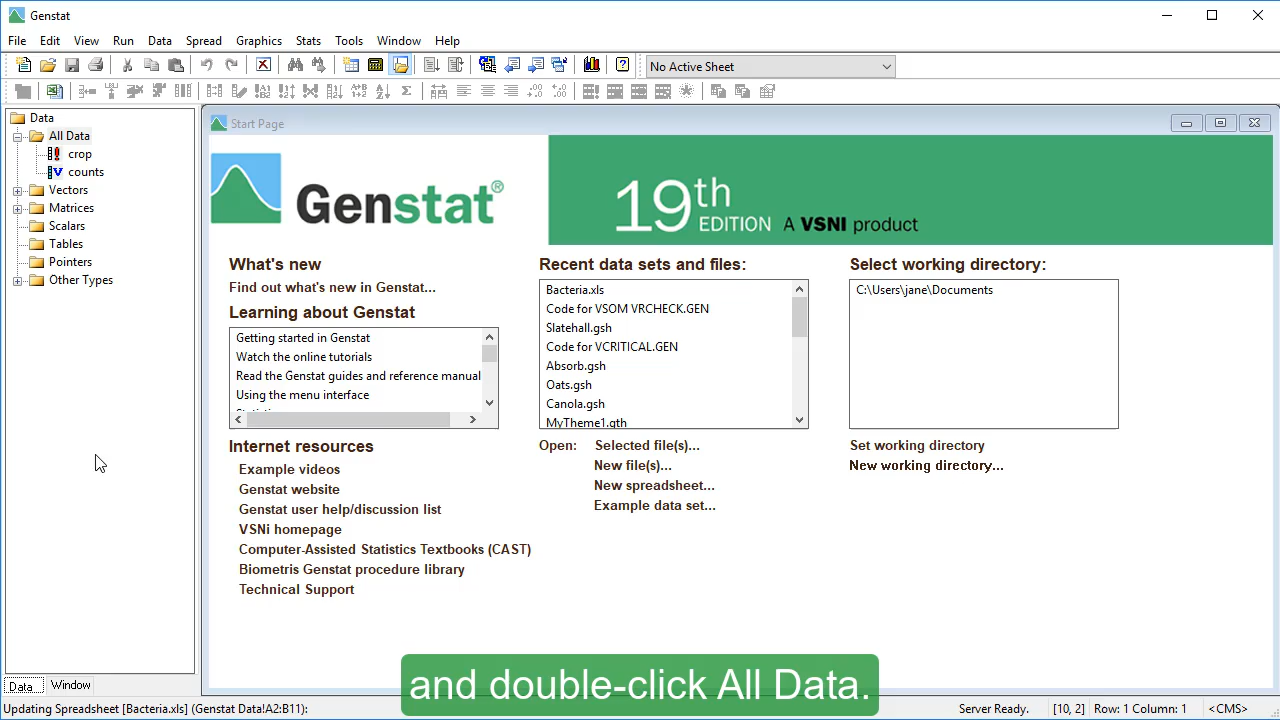 Genstat
File Edit View Run Data Spread Graphics Stats Tools Window Help
No Active Sheet
Data
All Data
crop
counts
Vectors
Matrices
Scalars
Tables
Pointers
Other Types
Start Page
Genstat®
19th EDITION A VSNI product
What's new
Find out what's new in Genstat...
Learning about Genstat
Getting started in Genstat
Watch the online tutorials
Read the Genstat guides and reference manual
Using the menu interface
Internet resources
Example videos
Genstat website
Genstat user help/discussion list
VSNi homepage
Computer-Assisted Statistics Textbooks (CAST)
Biometris Genstat procedure library
Technical Support
Recent data sets and files:
Bacteria.xls
Code for VSOM VRCHECK.GEN
Slatehall.gsh
Code for VCRITICAL.GEN
Absorb.gsh
Oats.gsh
Canola.gsh
MyTheme1.gth
Open: Selected file(s)...
New file(s)...
New spreadsheet...
Example data set...
Select working directory:
C:\Users\jane\Documents
Set working directory
New working directory...
and double-click All Data.
Data Window
Updating Spreadsheet [Bacteria.xls] (Genstat Data!A2:B11): Server Ready. [10, 2] Row: 1 Column: 1 <CMS>